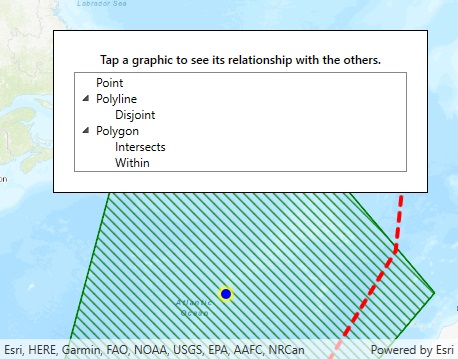 Labrador Sea
Tap a graphic to see its relationship with the others.
Point
Polyline
Disjoint
Polygon
Intersects
Within
on
Atlantic
Ocean
Esri, HERE, Garmin, FAO, NOAA, USGS, EPA, AAFC, NRCan
Powered by Esri